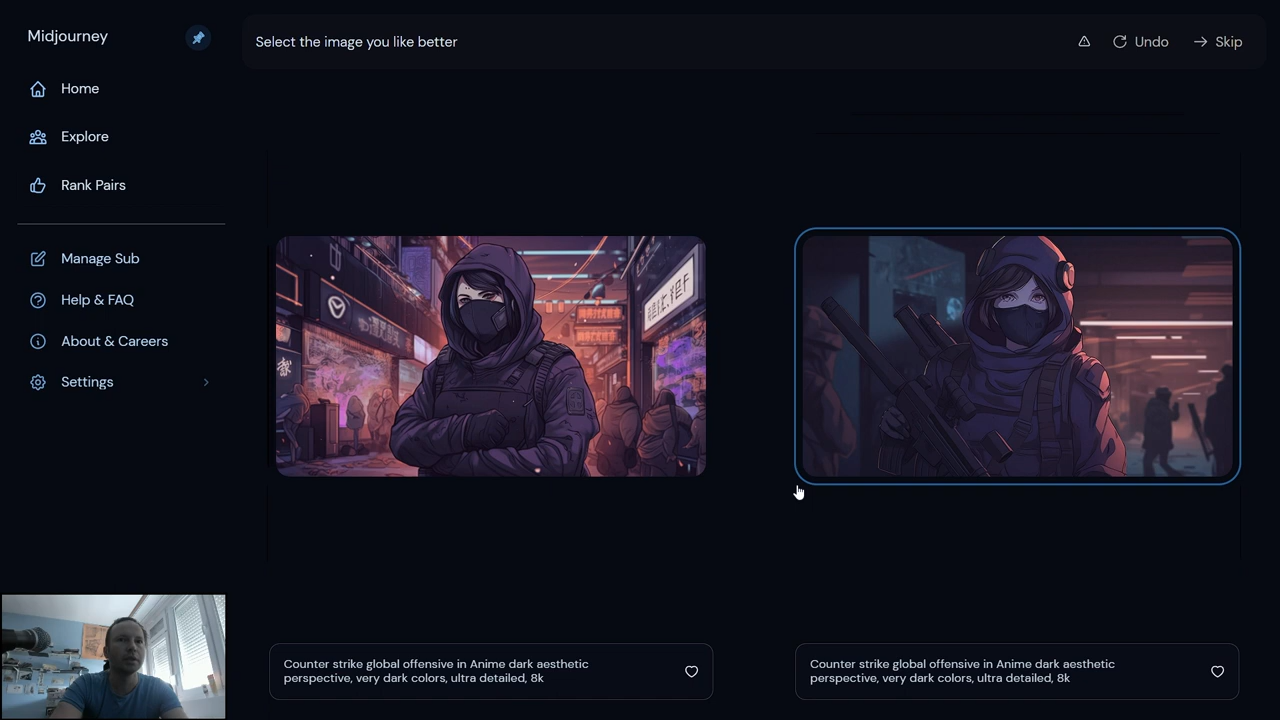 Midjourney
Select the image you like better
Undo
Skip
Home
Explore
Rank Pairs
Manage Sub
Help & FAQ
About & Careers
Settings
Counter strike global offensive in Anime dark aesthetic
perspective, very dark colors, ultra detailed, 8k
Counter strike global offensive in Anime dark aesthetic
perspective, very dark colors, ultra detailed, 8k